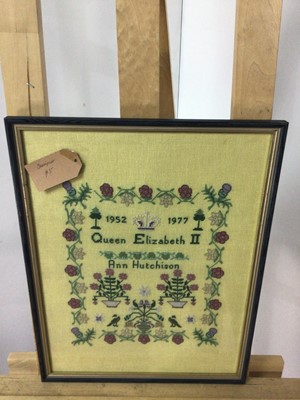 1952 1977
Queen Elizabeth II
Ann Hutchison